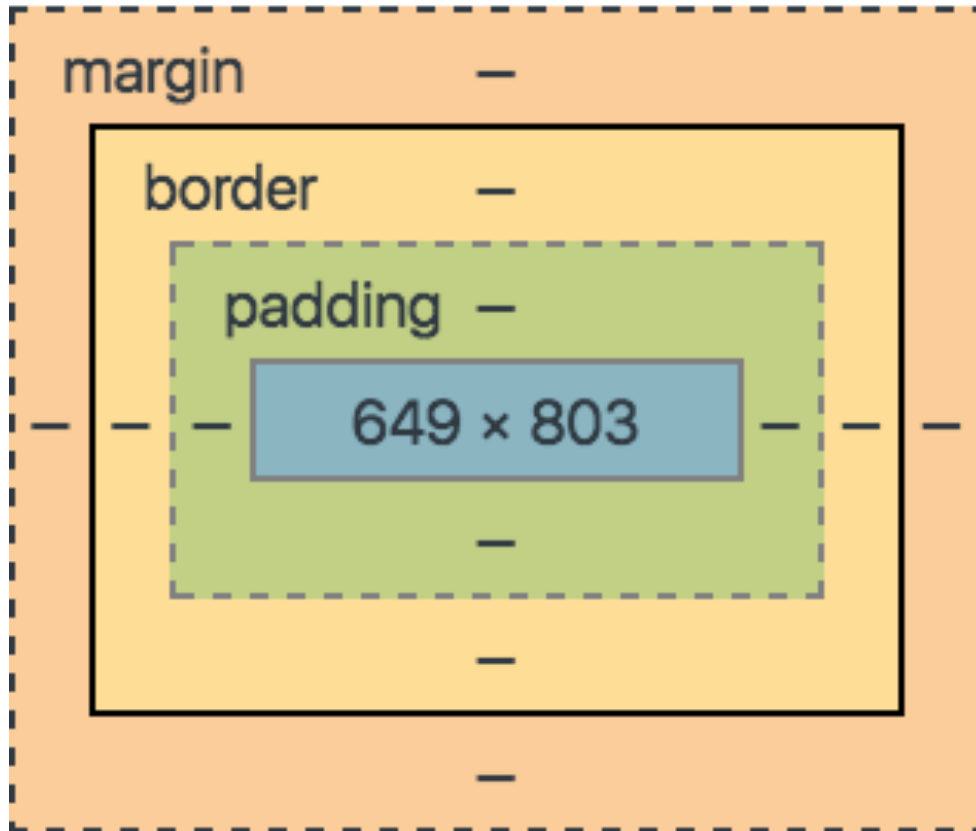 margin –
border –
padding –
– – – 649 × 803 – – –
–
–
–